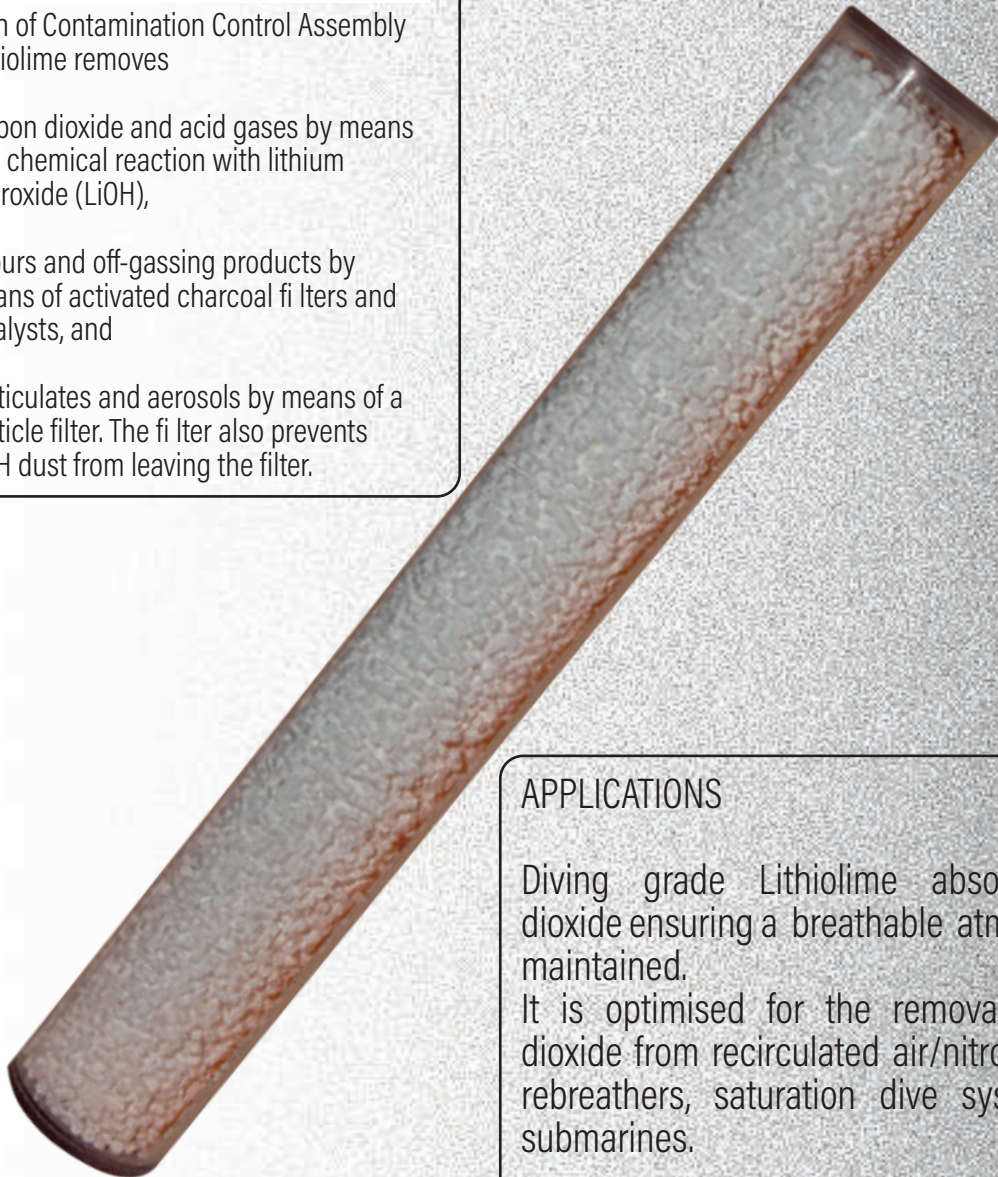 n of Contamination Control Assembly
iolime removes
bon dioxide and acid gases by means
chemical reaction with lithium
roxide (LiOH),
ours and off-gassing products by
ans of activated charcoal fi lters and
alysts, and
ticulates and aerosols by means of a
ticle filter. The fi lter also prevents
H dust from leaving the filter.
APPLICATIONS
Diving grade Lithiolime abso
dioxide ensuring a breathable atm
maintained.
It is optimised for the remova
dioxide from recirculated air/nitro
rebreathers, saturation dive sys
submarines.